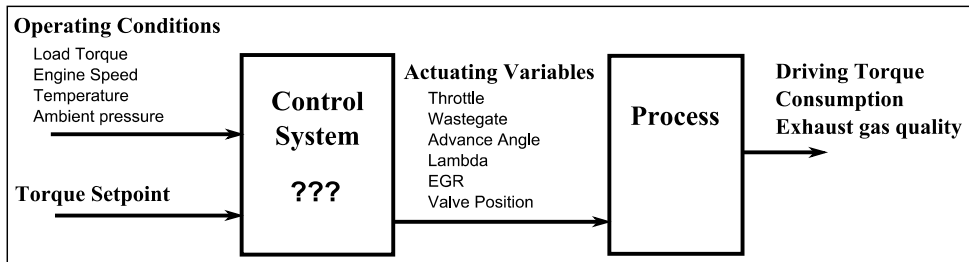 Operating Conditions
Load Torque
Engine Speed
Temperature
Ambient pressure
Torque Setpoint
Control
System
???
Actuating Variables
Throttle
Wastegate
Advance Angle
Lambda
EGR
Valve Position
Process
Driving Torque
Consumption
Exhaust gas quality